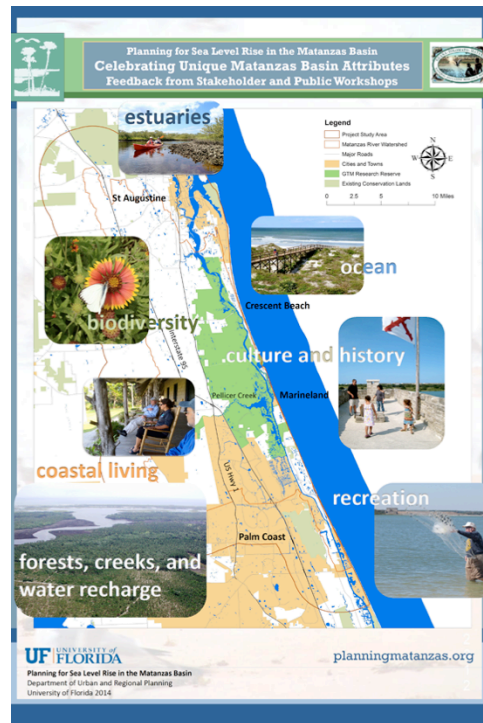 Planning for Sea Level Rise in the Matanzas Basin
Celebrating Unique Matanzas Basin Attributes
Feedback from Stakeholder and Public Workshops
estuaries
Legend
Project Study Area
Matanzas River Watershed
Major Roads
Cities and Towns
GTM Research Reserve
Existing Conservation Lands
N
W
E
S
0 2.5 5 10 Miles
St Augustine
ocean
Crescent Beach
biodiversity
Interstate 95
culture and history
Pellicer Creek
Marineland
coastal living
US Hwy 1
recreation
Palm Coast
forests, creeks, and
water recharge
UF UNIVERSITY of
FLORIDA
planningmatanzas.org
Planning for Sea Level Rise in the Matanzas Basin
Department of Urban and Regional Planning
University of Florida 2014